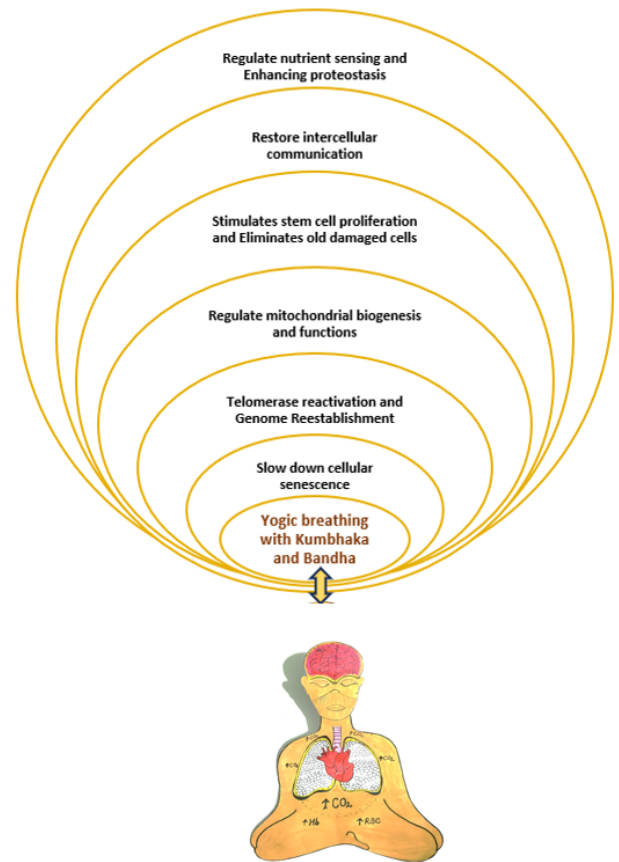 Regulate nutrient sensing and
Enhancing proteostasis
Restore intercellular
communication
Stimulates stem cell proliferation
and Eliminates old damaged cells
Regulate mitochondrial biogenesis
and functions
Telomerase reactivation and
Genome Reestablishment
Slow down cellular
senescence
Yogic breathing
with Kumbhaka
and Bandha
↑CO₂
↑Hb ↑RBC